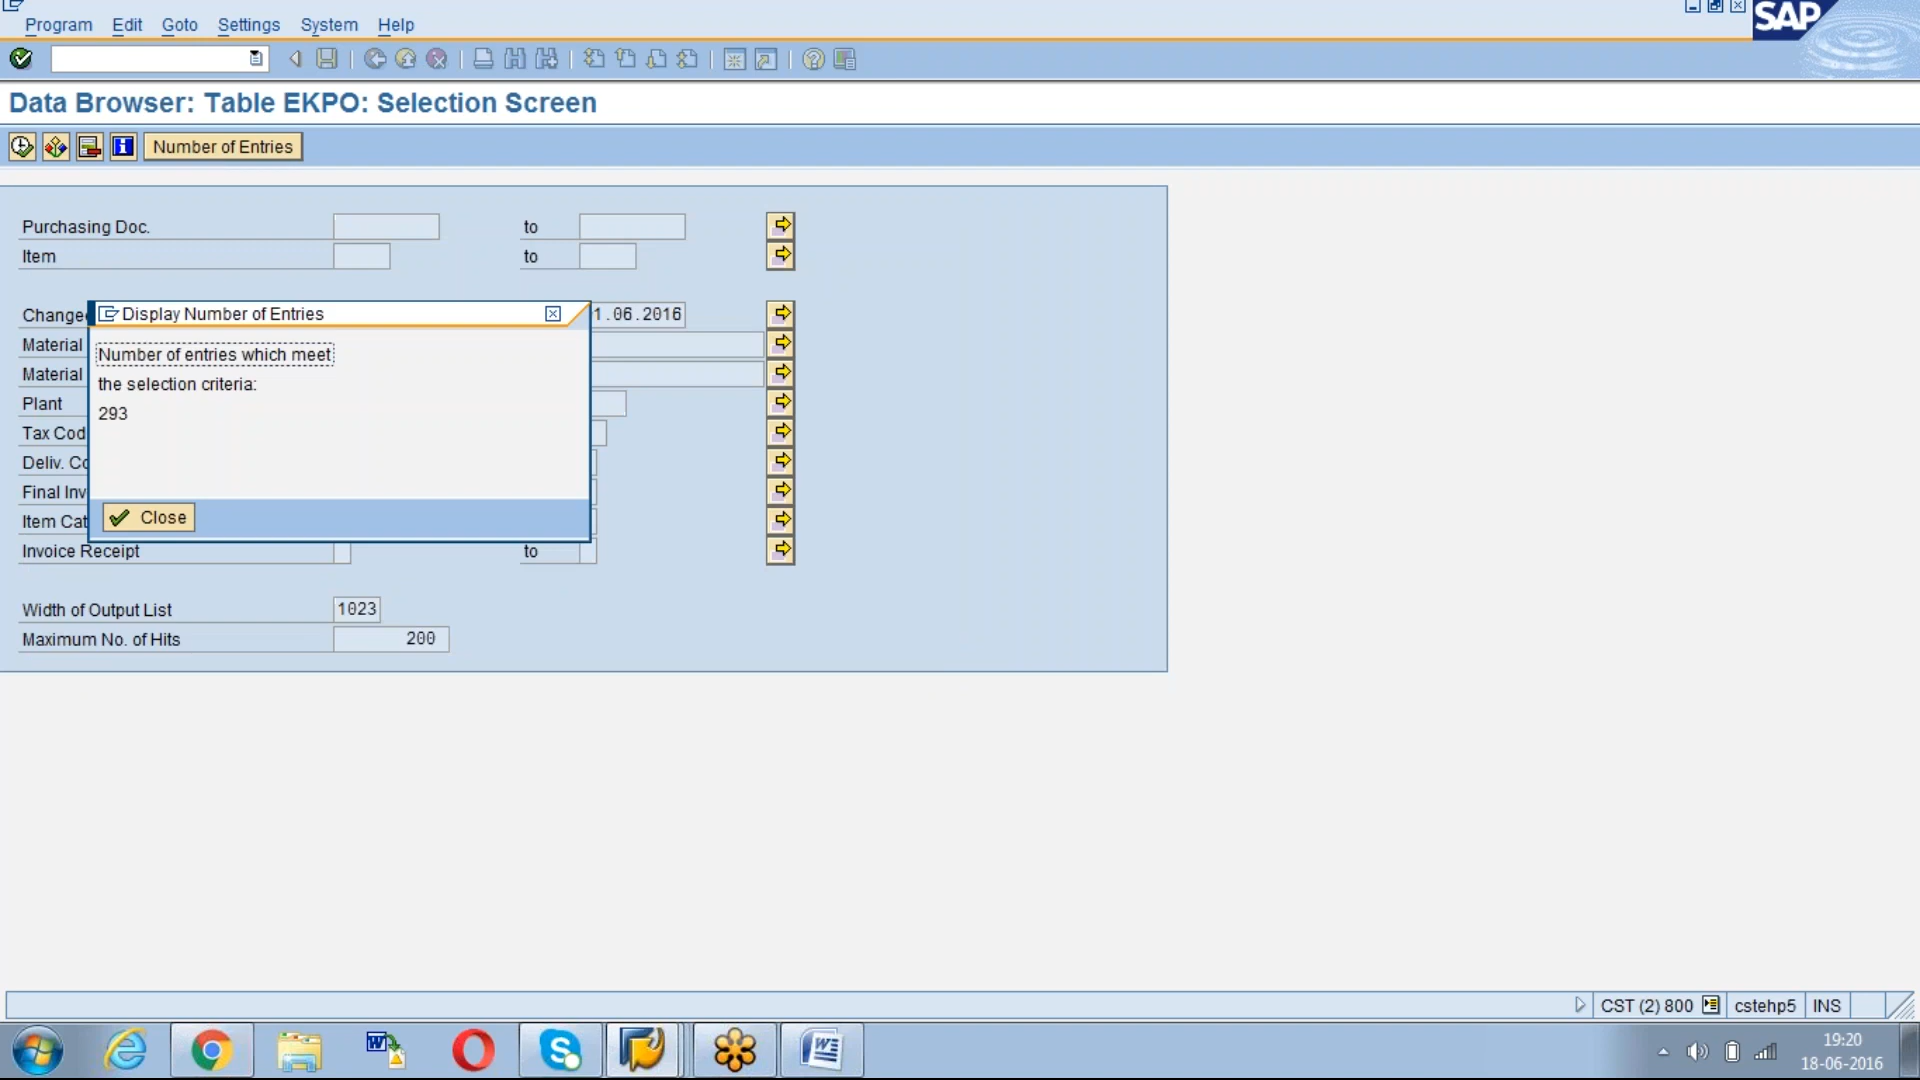 Program Edit Goto Settings System Help
SAP
Data Browser: Table EKPO: Selection Screen
Number of Entries
Purchasing Doc. to
Item to
Display Number of Entries
1.06.2016
Material
Number of entries which meet
Material
the selection criteria:
Plant
293
Tax Cod
Deliv. Co
Final Inv
Item Cat
Close
Invoice Receipt to
Width of Output List 1023
Maximum No. of Hits 200
CST (2) 800 cstehp5 INS
19:20
18-06-2016